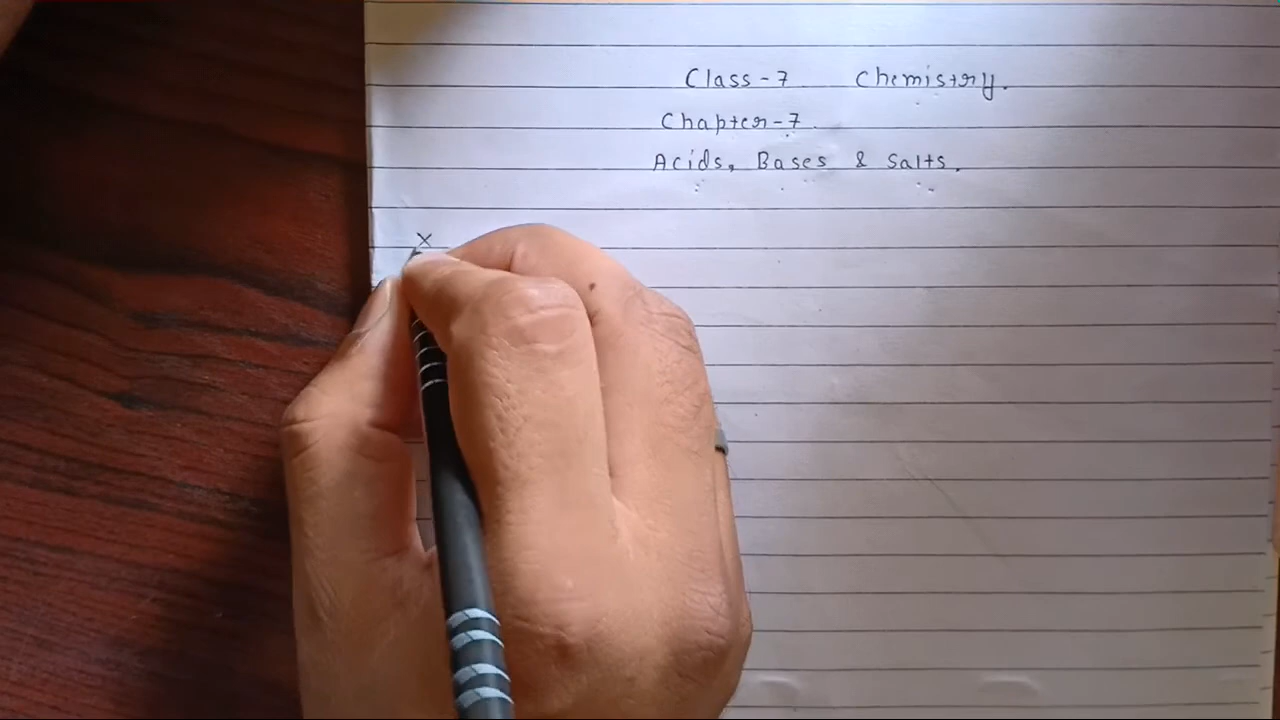 Class-7 Chemistry.
Chapter-7.
Acids, Bases & Salts.
X